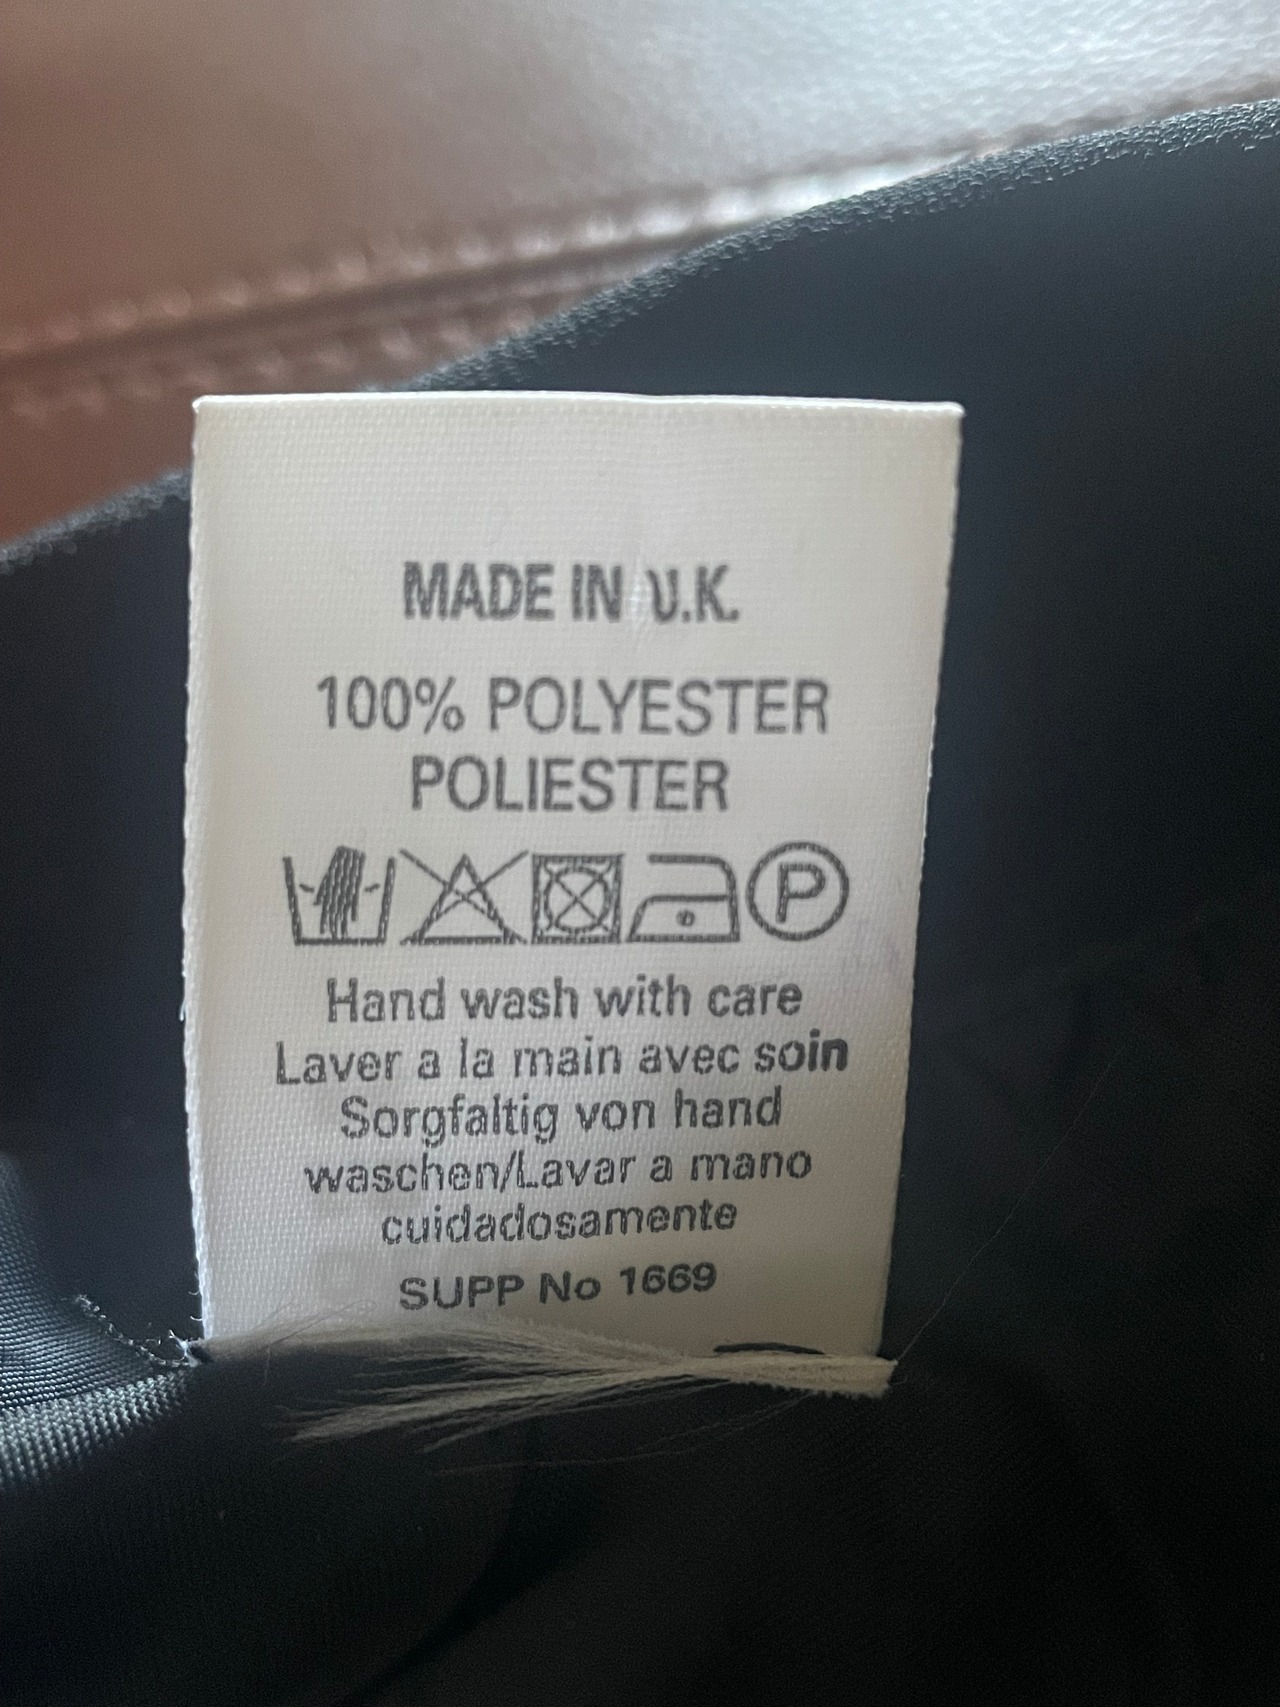 MADE IN U.K.
100% POLYESTER
POLIESTER
P
Hand wash with care
Laver a la main avec soin
Sorgfaltig von hand
waschen/Lavar a mano
cuidadosamente
SUPP No 1669